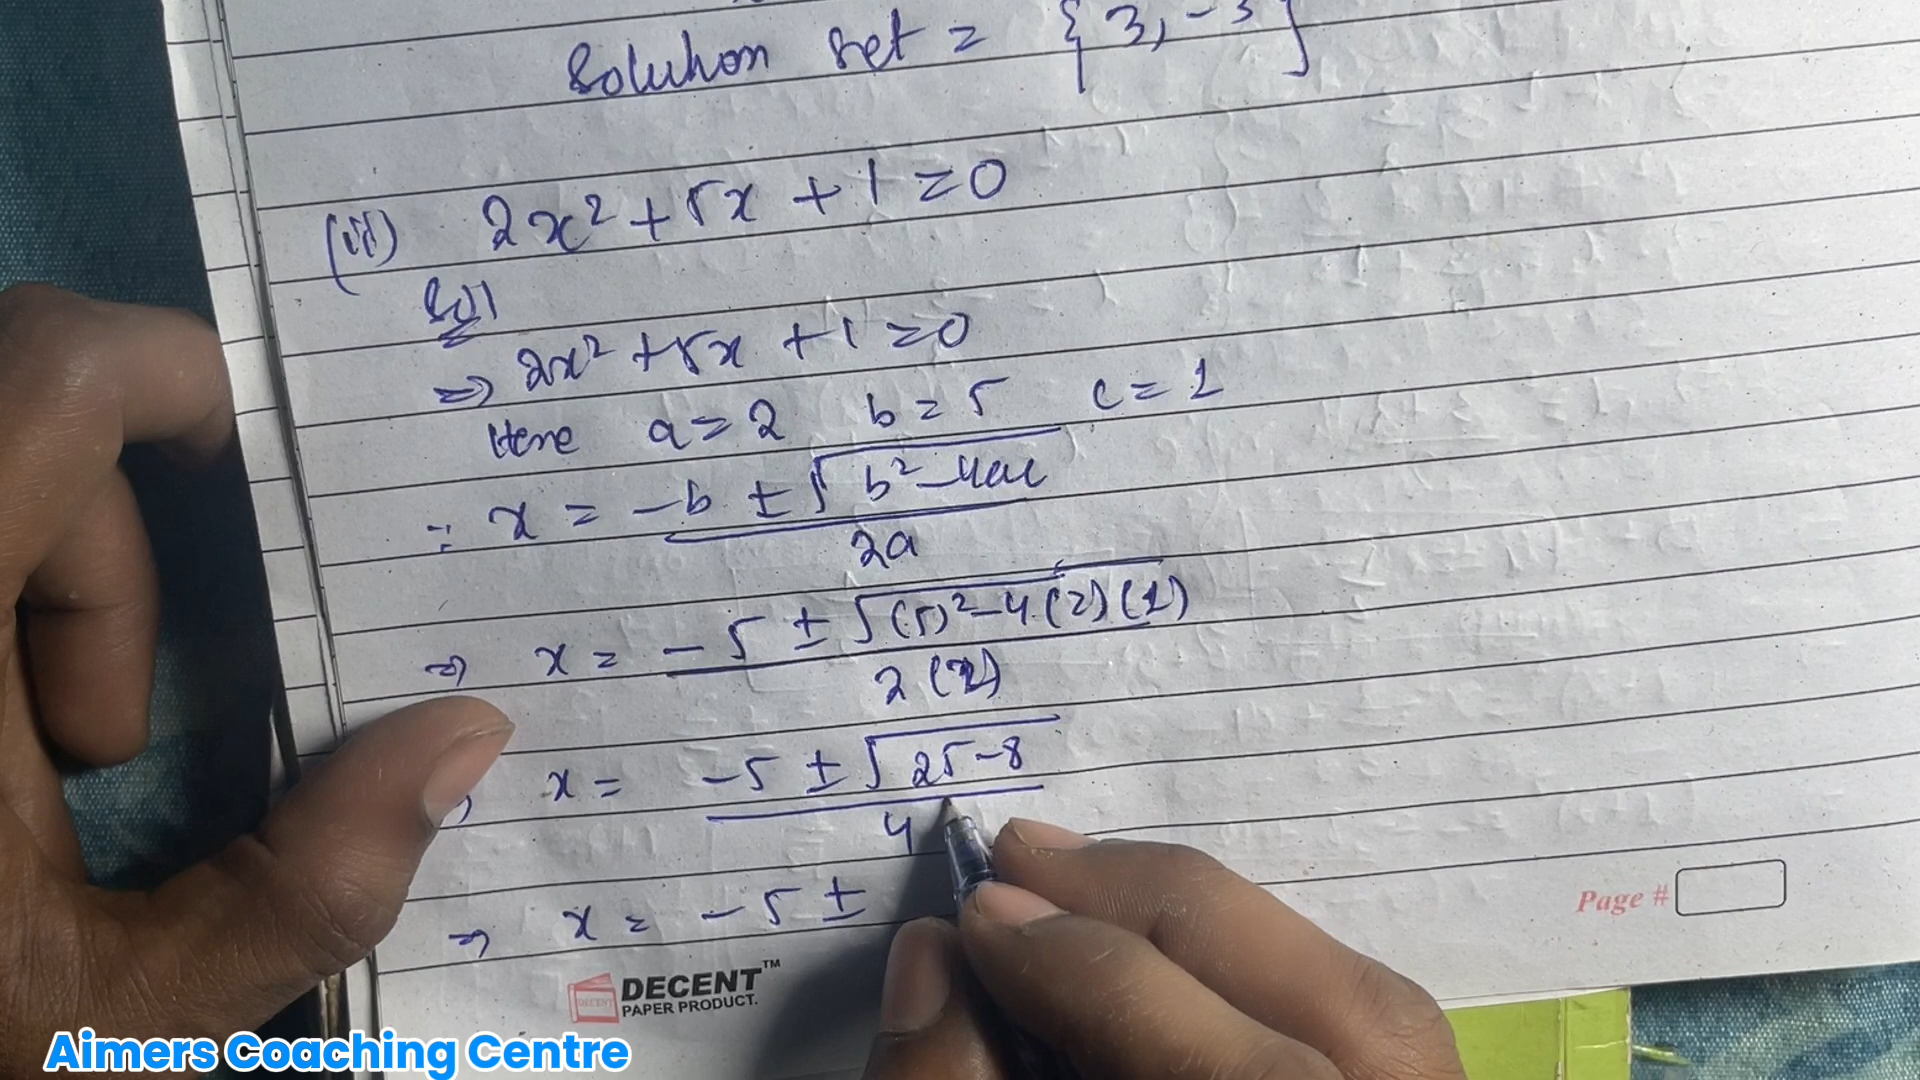 Solution set = {3, -3}
(ii) 2x² + 5x + 1 = 0
Sol
⇒ 2x² + 5x + 1 = 0
Here a = 2 b = 5 c = 1
∴ x = -b ± √b² - 4ac
2a
⇒ x = -5 ± √(5)² - 4(2)(1)
2(2)
x = -5 ± √25 - 8
4
⇒ x = -5 ±
Page #
DECENT™
PAPER PRODUCT.
DECENT
Aimers Coaching Centre